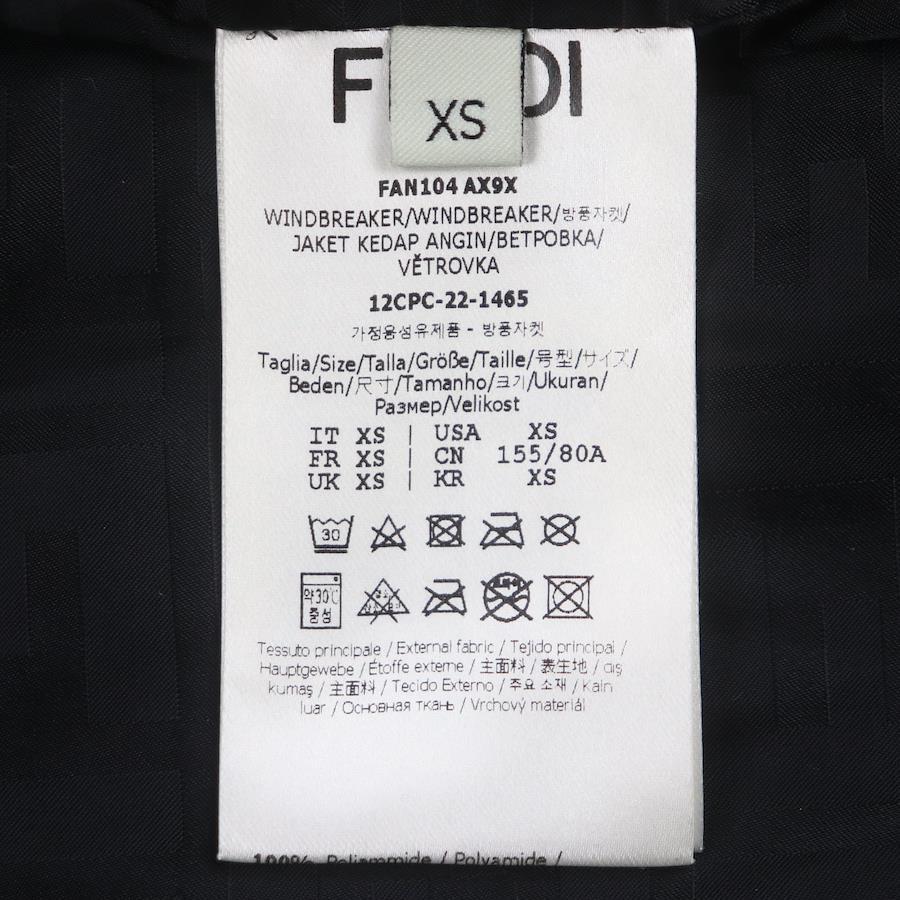 XS
FAN104 AX9X
WINDBREAKER/WINDBREAKER/방풍자켓/
JAKET KEDAP ANGIN/ВЕТРОВКА/
VĚTROVKA
12CPC-22-1465
가정용섬유제품 - 방풍자켓
Taglia/Size/Talla/Größe/Taille/号型/サイズ/
Beden/尺寸/Tamanho/크기/Ukuran/
Размер/Velikost
IT XS | USA XS
FR XS | CN 155/80A
UK XS | KR XS
30
약30℃
중성
Tessuto principale / External fabric / Tejido principal /
Hauptgewebe / Étoffe externe / 主面料 / 表生地 / dış
kumaş / 主面料 / Tecido Externo / 주요 소재 / Kain
luar / Основная ткань / Vrchový materiál
100% Poliammide / Polyamide /